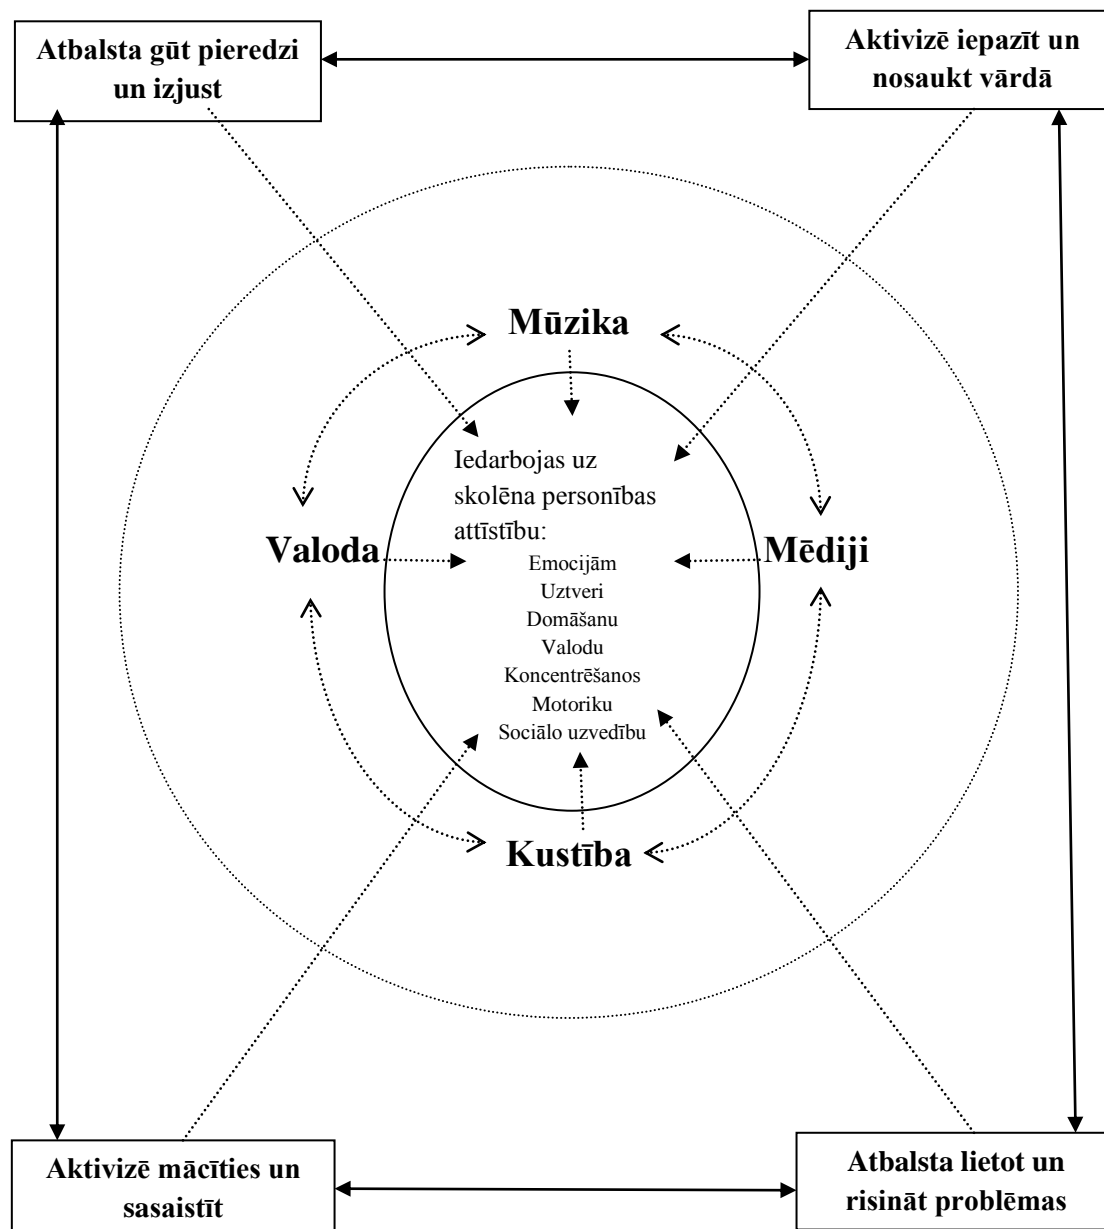 Atbalsta gūt pieredzi
un izjust
Aktivizē iepazīt un
nosaukt vārdā
Mūzika
Iedarbojas uz
skolēna personības
attīstību:
Valoda
Mēdiji
Emocijām
Uztveri
Domāšanu
Valodu
Koncentrēšanos
Motoriku
Sociālo uzvedību
Kustība
Aktivizē mācīties un
sasaistīt
Atbalsta lietot un
risināt problēmas